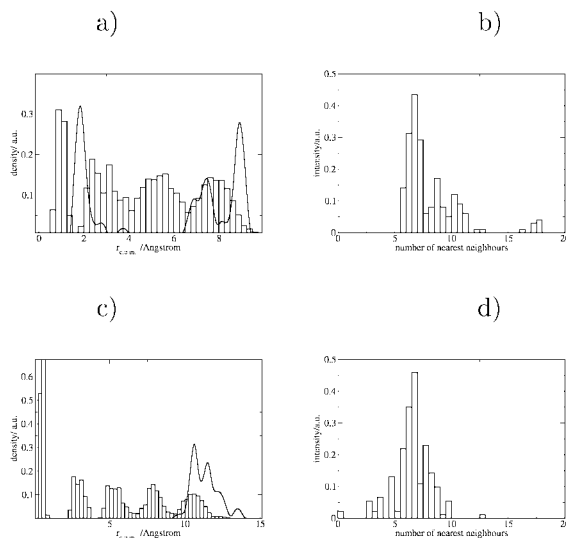 a)
b)
density/ a.u.
0.3
0.2
0.1
0 2 4 6 8
r c.o.m. /Angstrom
intensity/a.u.
0.5
0.4
0.3
0.2
0.1
0
0 5 10 15 20
number of nearest neighbours
c)
d)
density/ a.u.
0.6
0.5
0.4
0.3
0.2
0.1
5 10 15
/Angstrom
intensity/a.u.
0.5
0.4
0.3
0.2
0.1
0
0 5 10 15 20
number of nearest neighbours